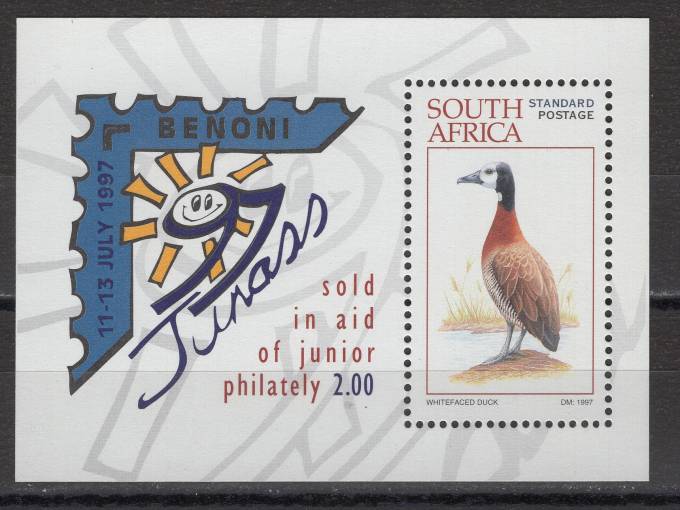 BENONI
11-13 JULY 1997
97
Junass
sold
in aid
of junior
philately 2.00
SOUTH AFRICA
STANDARD POSTAGE
WHITEFACED DUCK
DM: 1997